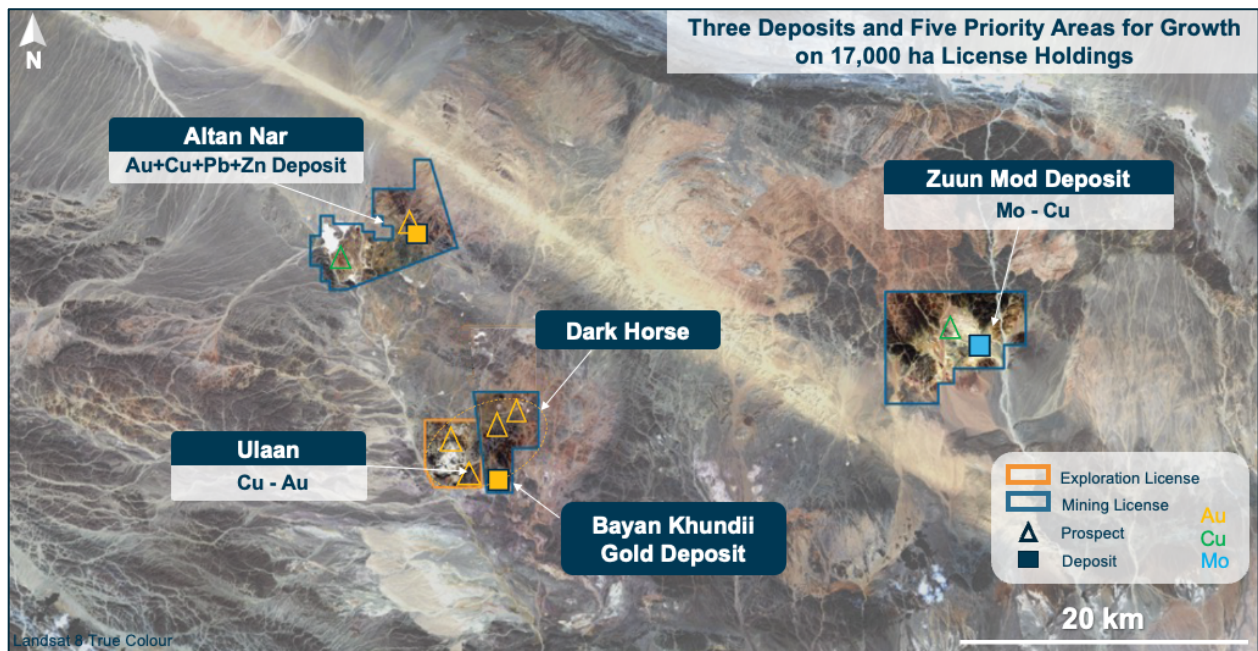 Three Deposits and Five Priority Areas for Growth
on 17,000 ha License Holdings
N
Altan Nar
Au+Cu+Pb+Zn Deposit
Zuun Mod Deposit
Mo - Cu
Dark Horse
Ulaan
Cu - Au
Bayan Khundii
Gold Deposit
Exploration License
Mining License
Prospect
Deposit
Au
Cu
Mo
20 km
Landsat 8 True Colour